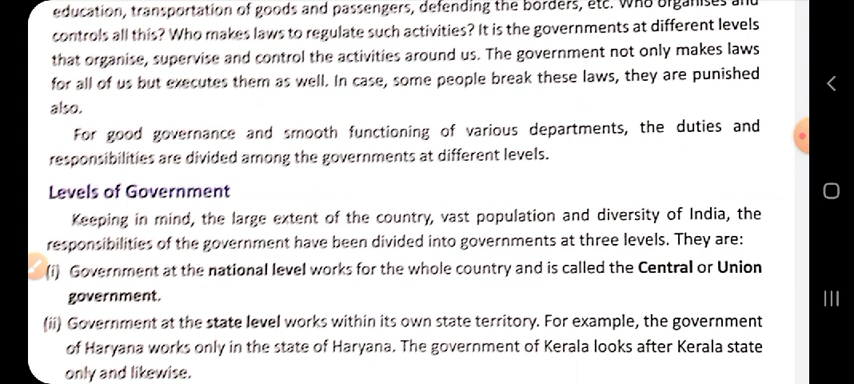 education, transportation of goods and passengers, defending the borders, etc. Who organises and
controls all this? Who makes laws to regulate such activities? It is the governments at different levels
that organise, supervise and control the activities around us. The government not only makes laws
for all of us but executes them as well. In case, some people break these laws, they are punished
also.
For good governance and smooth functioning of various departments, the duties and
responsibilities are divided among the governments at different levels.
Levels of Government
Keeping in mind, the large extent of the country, vast population and diversity of India, the
responsibilities of the government have been divided into governments at three levels. They are:
(i) Government at the national level works for the whole country and is called the Central or Union
government.
(ii) Government at the state level works within its own state territory. For example, the government
of Haryana works only in the state of Haryana. The government of Kerala looks after Kerala state
only and likewise.